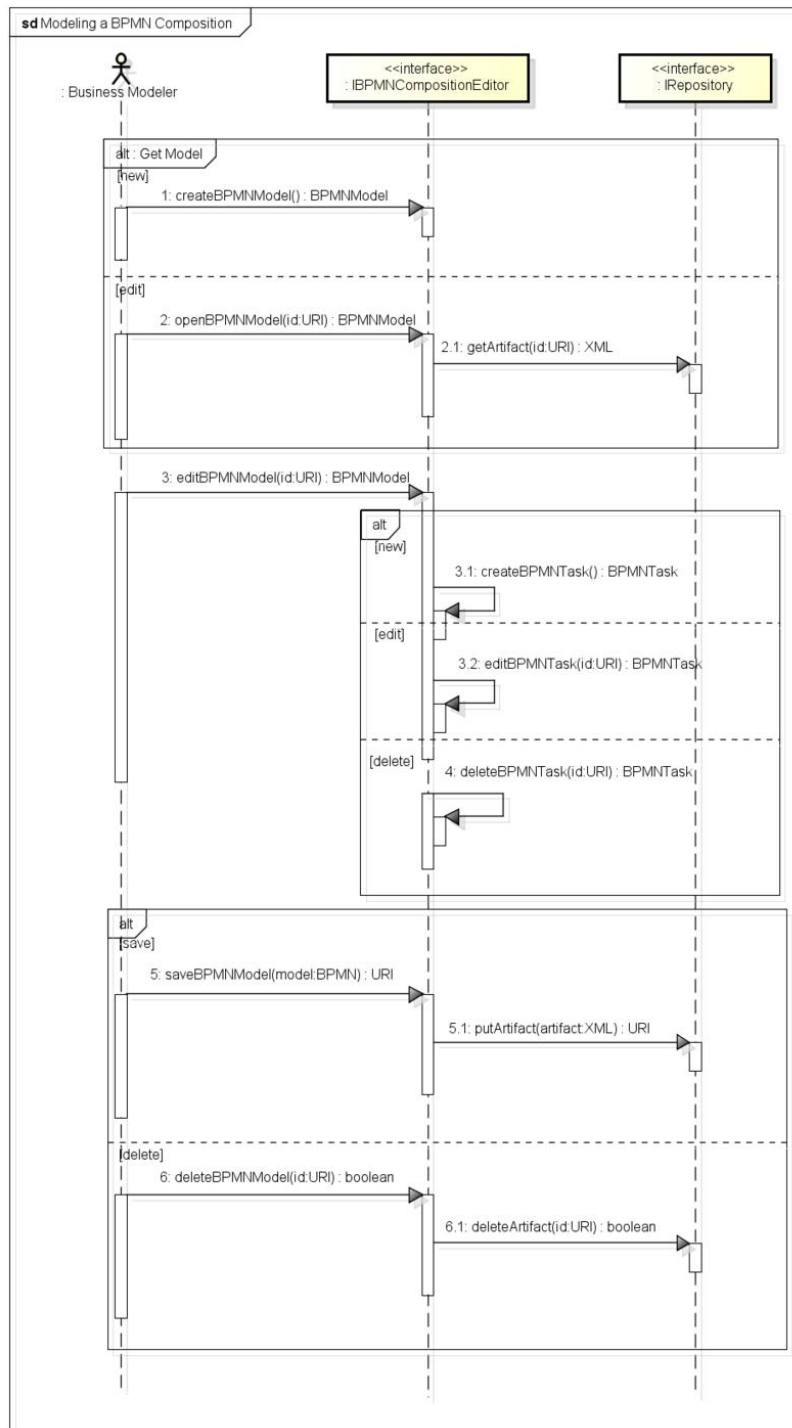 sd Modeling a BPMN Composition
<<interface>>
: IBPMNCompositionEditor
<<interface>>
: IRepository
: Business Modeler
alt : Get Model
[new]
1: createBPMNModel() : BPMNModel
[edit]
2: openBPMNModel(id:URI) : BPMNModel
2.1: getArtifact(id:URI) : XML
3: editBPMNModel(id:URI) : BPMNModel
alt
[new]
3.1: createBPMNTask() : BPMNTask
[edit]
3.2: editBPMNTask(id:URI) : BPMNTask
[delete]
4: deleteBPMNTask(id:URI) : BPMNTask
alt
[save]
5: saveBPMNModel(model:BPMN) : URI
5.1: putArtifact(artifact:XML) : URI
[delete]
6: deleteBPMNModel(id:URI) : boolean
6.1: deleteArtifact(id:URI) : boolean